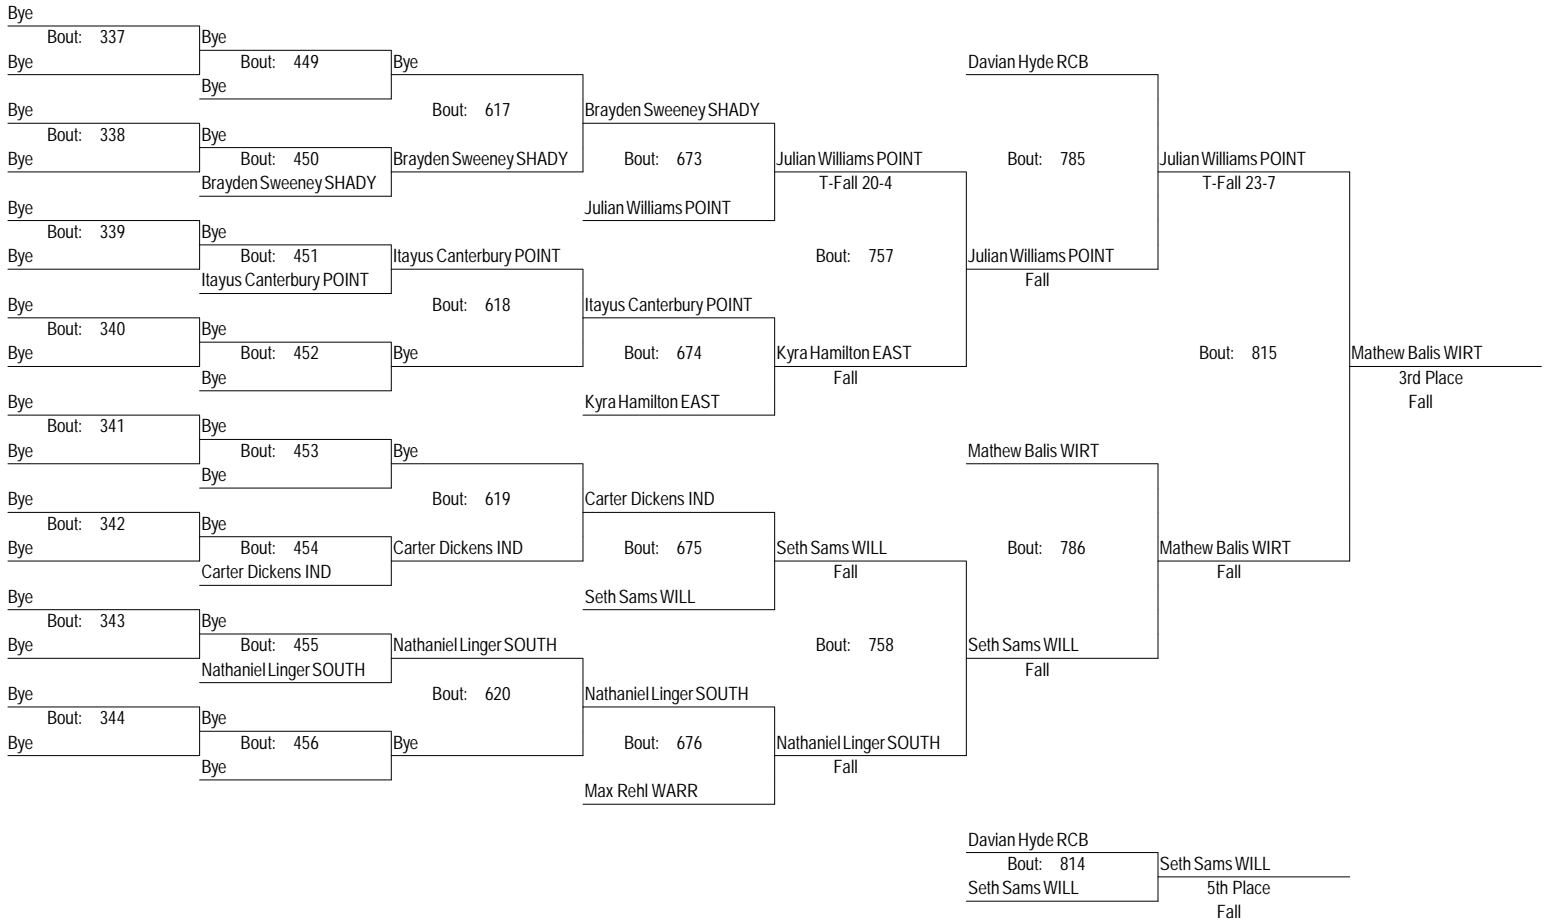 Bye
Bout: 337
Bye
Bye
Bout: 338
Bye
Bye
Bout: 339
Bye
Bye
Bout: 340
Bye
Bye
Bout: 341
Bye
Bye
Bout: 342
Bye
Bye
Bout: 343
Bye
Bye
Bout: 344
Bye
Bye
Bout: 449
Bye
Bye
Bout: 450
Brayden Sweeney SHADY
Bye
Bout: 451
Itayus Canterbury POINT
Bye
Bout: 452
Bye
Bye
Bout: 453
Bye
Bye
Bout: 454
Carter Dickens IND
Bye
Bout: 455
Nathaniel Linger SOUTH
Bye
Bout: 456
Bye
Bye
Bout: 617
Brayden Sweeney SHADY
Itayus Canterbury POINT
Bout: 618
Bye
Bye
Bout: 619
Carter Dickens IND
Nathaniel Linger SOUTH
Bout: 620
Bye
Brayden Sweeney SHADY
Bout: 673
Julian Williams POINT
Itayus Canterbury POINT
Bout: 674
Kyra Hamilton EAST
Carter Dickens IND
Bout: 675
Seth Sams WILL
Nathaniel Linger SOUTH
Bout: 676
Max Rehl WARR
Julian Williams POINT
T-Fall 20-4
Bout: 757
Kyra Hamilton EAST
Fall
Seth Sams WILL
Fall
Bout: 758
Nathaniel Linger SOUTH
Fall
Davian Hyde RCB
Bout: 785
Julian Williams POINT
Fall
Mathew Balis WIRT
Bout: 786
Seth Sams WILL
Fall
Julian Williams POINT
T-Fall 23-7
Bout: 815
Mathew Balis WIRT
Fall
Mathew Balis WIRT
3rd Place
Fall
Davian Hyde RCB
Bout: 814
Seth Sams WILL
Seth Sams WILL
5th Place
Fall